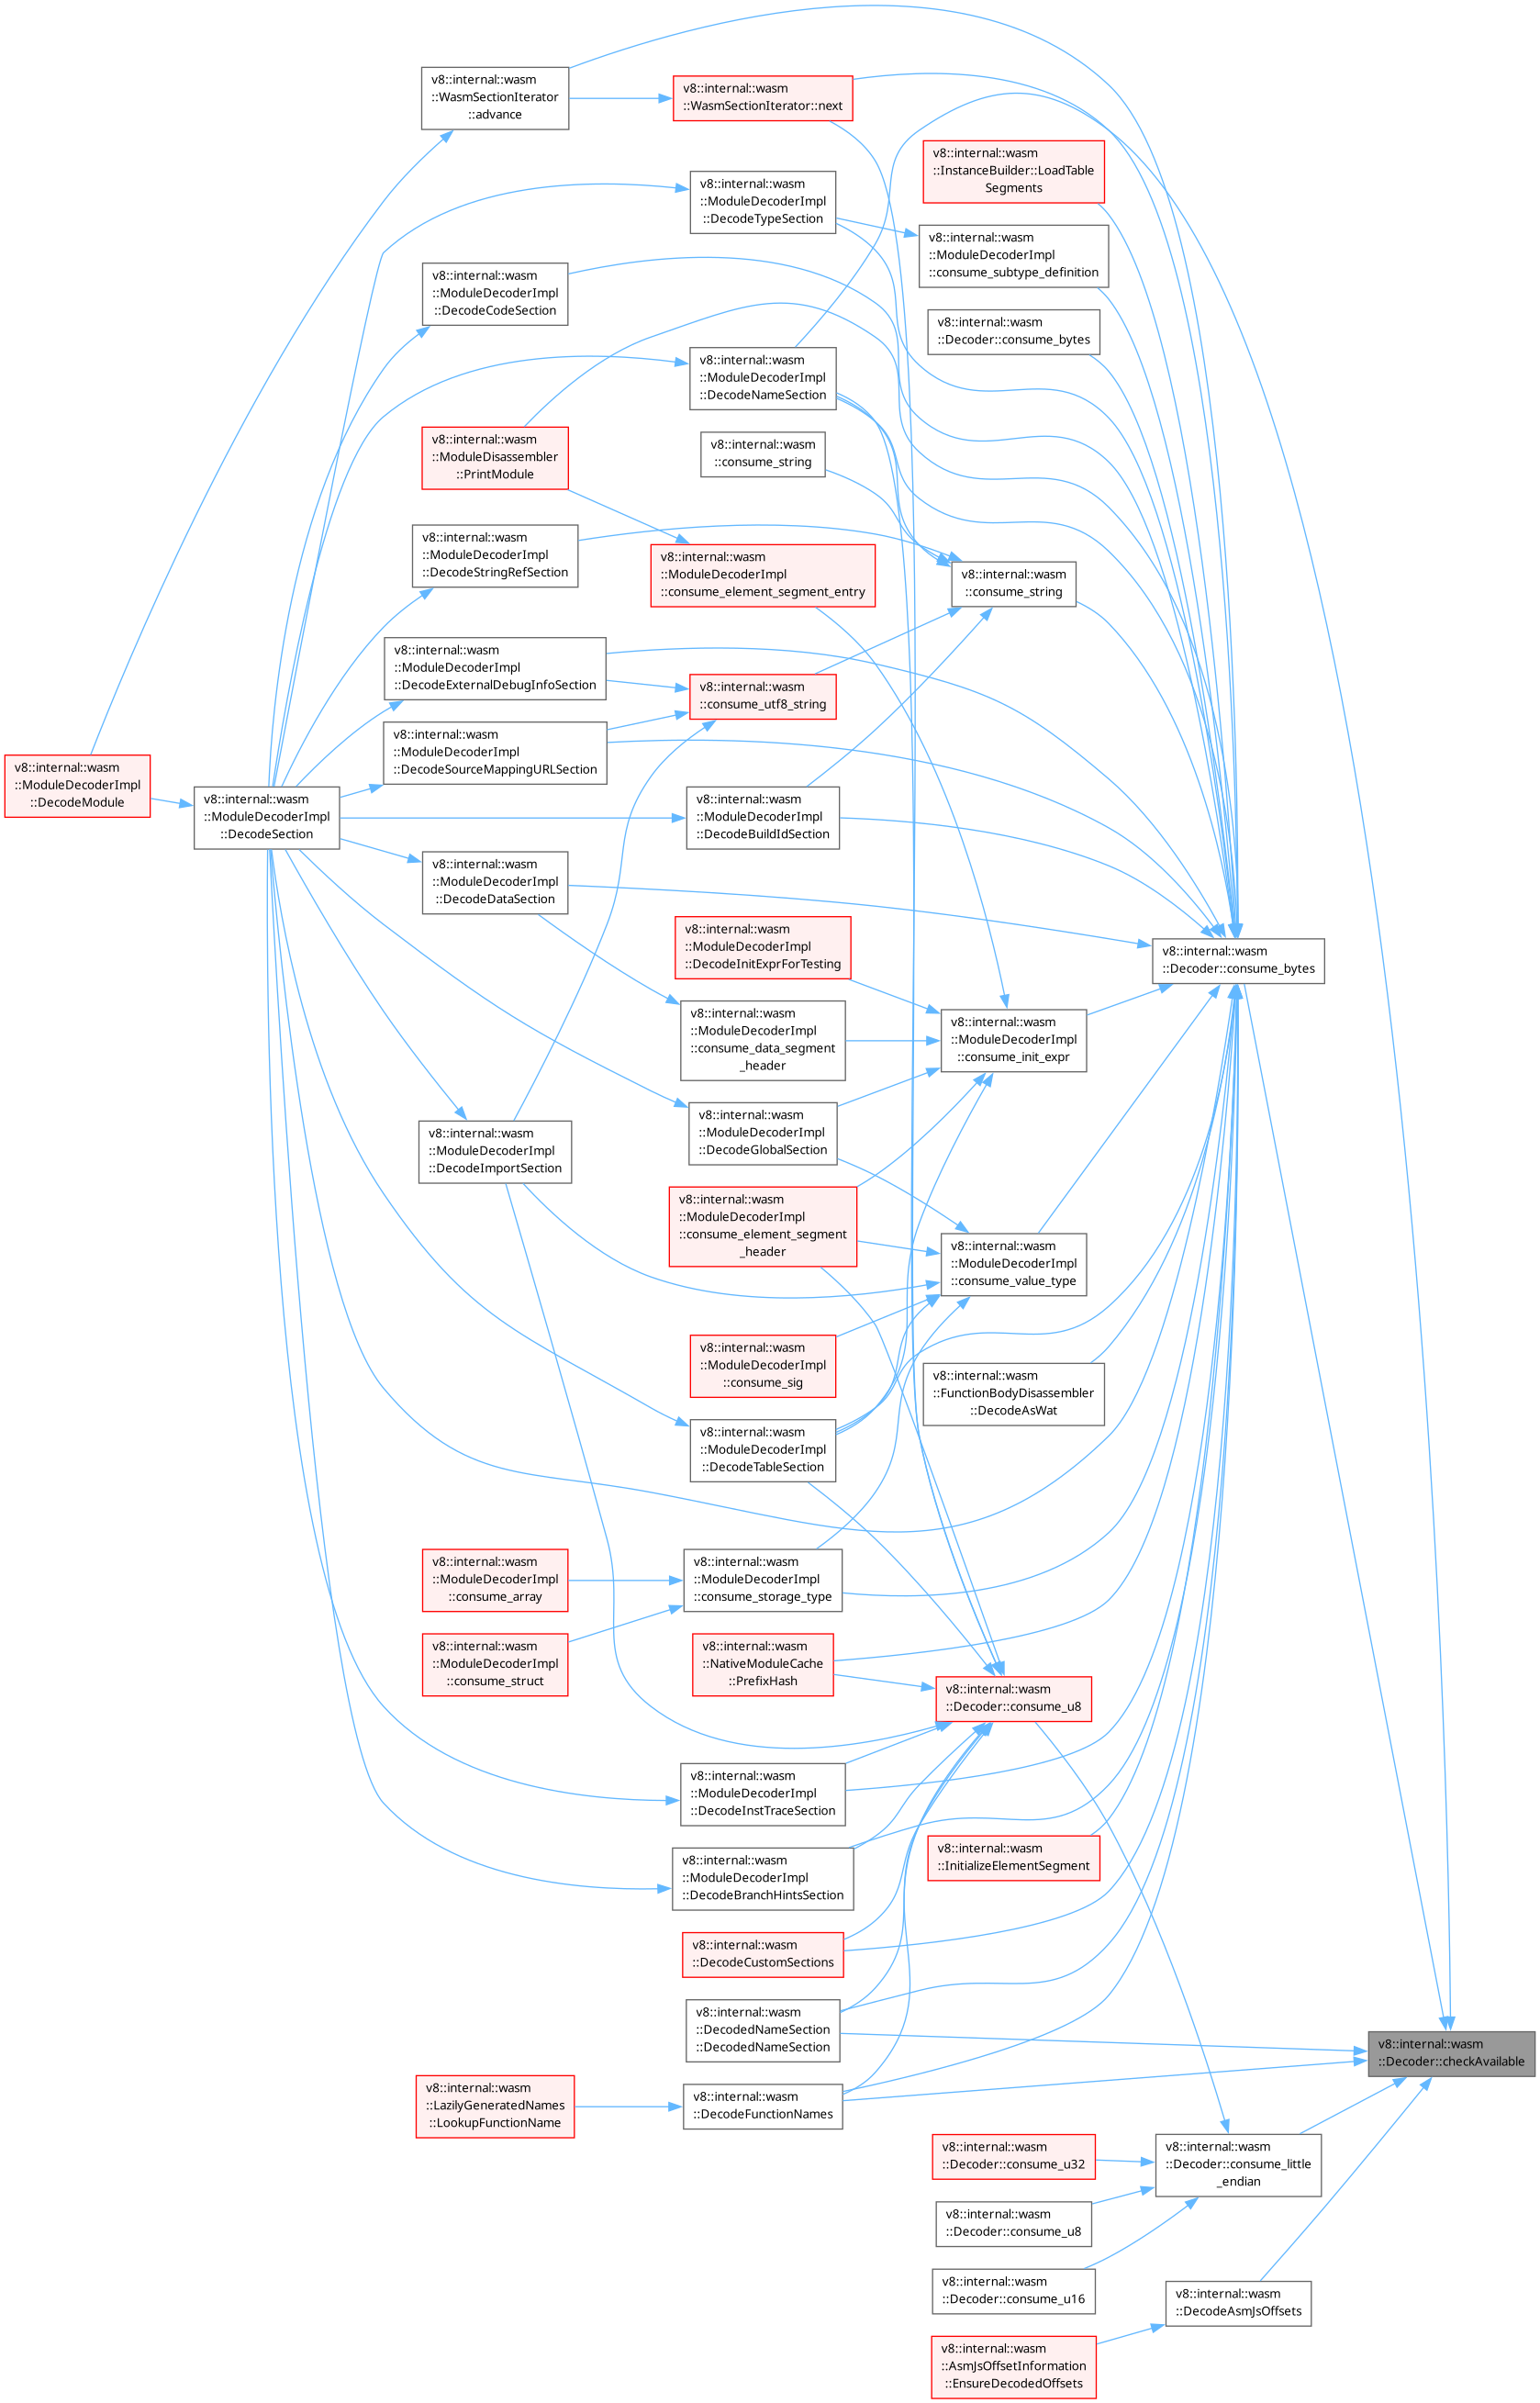 v8::internal::wasm
::WasmSectionIterator
::advance
v8::internal::wasm
::WasmSectionIterator::next
v8::internal::wasm
::InstanceBuilder::LoadTable
Segments
v8::internal::wasm
::ModuleDecoderImpl
::DecodeTypeSection
v8::internal::wasm
::ModuleDecoderImpl
::consume_subtype_definition
v8::internal::wasm
::ModuleDecoderImpl
::DecodeCodeSection
v8::internal::wasm
::Decoder::consume_bytes
v8::internal::wasm
::ModuleDecoderImpl
::DecodeNameSection
v8::internal::wasm
::ModuleDisassembler
::PrintModule
v8::internal::wasm
::consume_string
v8::internal::wasm
::ModuleDecoderImpl
::DecodeStringRefSection
v8::internal::wasm
::ModuleDecoderImpl
::consume_element_segment_entry
v8::internal::wasm
::consume_string
v8::internal::wasm
::ModuleDecoderImpl
::DecodeExternalDebugInfoSection
v8::internal::wasm
::consume_utf8_string
v8::internal::wasm
::ModuleDecoderImpl
::DecodeSourceMappingURLSection
v8::internal::wasm
::ModuleDecoderImpl
::DecodeModule
v8::internal::wasm
::ModuleDecoderImpl
::DecodeSection
v8::internal::wasm
::ModuleDecoderImpl
::DecodeBuildIdSection
v8::internal::wasm
::ModuleDecoderImpl
::DecodeDataSection
v8::internal::wasm
::ModuleDecoderImpl
::DecodeInitExprForTesting
v8::internal::wasm
::Decoder::consume_bytes
v8::internal::wasm
::ModuleDecoderImpl
::consume_data_segment
_header
v8::internal::wasm
::ModuleDecoderImpl
::consume_init_expr
v8::internal::wasm
::ModuleDecoderImpl
::DecodeGlobalSection
v8::internal::wasm
::ModuleDecoderImpl
::DecodeImportSection
v8::internal::wasm
::ModuleDecoderImpl
::consume_element_segment
_header
v8::internal::wasm
::ModuleDecoderImpl
::consume_value_type
v8::internal::wasm
::ModuleDecoderImpl
::consume_sig
v8::internal::wasm
::FunctionBodyDisassembler
::DecodeAsWat
v8::internal::wasm
::ModuleDecoderImpl
::DecodeTableSection
v8::internal::wasm
::ModuleDecoderImpl
::consume_array
v8::internal::wasm
::ModuleDecoderImpl
::consume_storage_type
v8::internal::wasm
::ModuleDecoderImpl
::consume_struct
v8::internal::wasm
::NativeModuleCache
::PrefixHash
v8::internal::wasm
::Decoder::consume_u8
v8::internal::wasm
::ModuleDecoderImpl
::DecodeInstTraceSection
v8::internal::wasm
::InitializeElementSegment
v8::internal::wasm
::ModuleDecoderImpl
::DecodeBranchHintsSection
v8::internal::wasm
::DecodeCustomSections
v8::internal::wasm
::DecodedNameSection
::DecodedNameSection
v8::internal::wasm
::Decoder::checkAvailable
v8::internal::wasm
::LazilyGeneratedNames
::LookupFunctionName
v8::internal::wasm
::DecodeFunctionNames
v8::internal::wasm
::Decoder::consume_u32
v8::internal::wasm
::Decoder::consume_little
_endian
v8::internal::wasm
::Decoder::consume_u8
v8::internal::wasm
::Decoder::consume_u16
v8::internal::wasm
::DecodeAsmJsOffsets
v8::internal::wasm
::AsmJsOffsetInformation
::EnsureDecodedOffsets